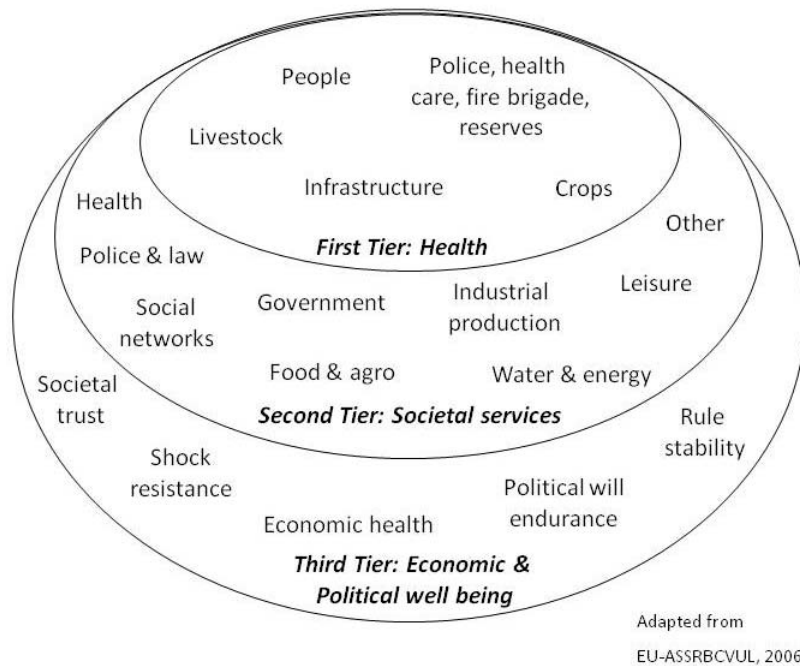 People
Police, health
care, fire brigade,
reserves
Livestock
Infrastructure
Crops
First Tier: Health
Health
Other
Police & law
Leisure
Social
networks
Government
Industrial
production
Food & agro
Water & energy
Second Tier: Societal services
Societal
trust
Rule
stability
Shock
resistance
Political will
endurance
Economic health
Third Tier: Economic &
Political well being
Adapted from
EU-ASSRBCVUL, 2006